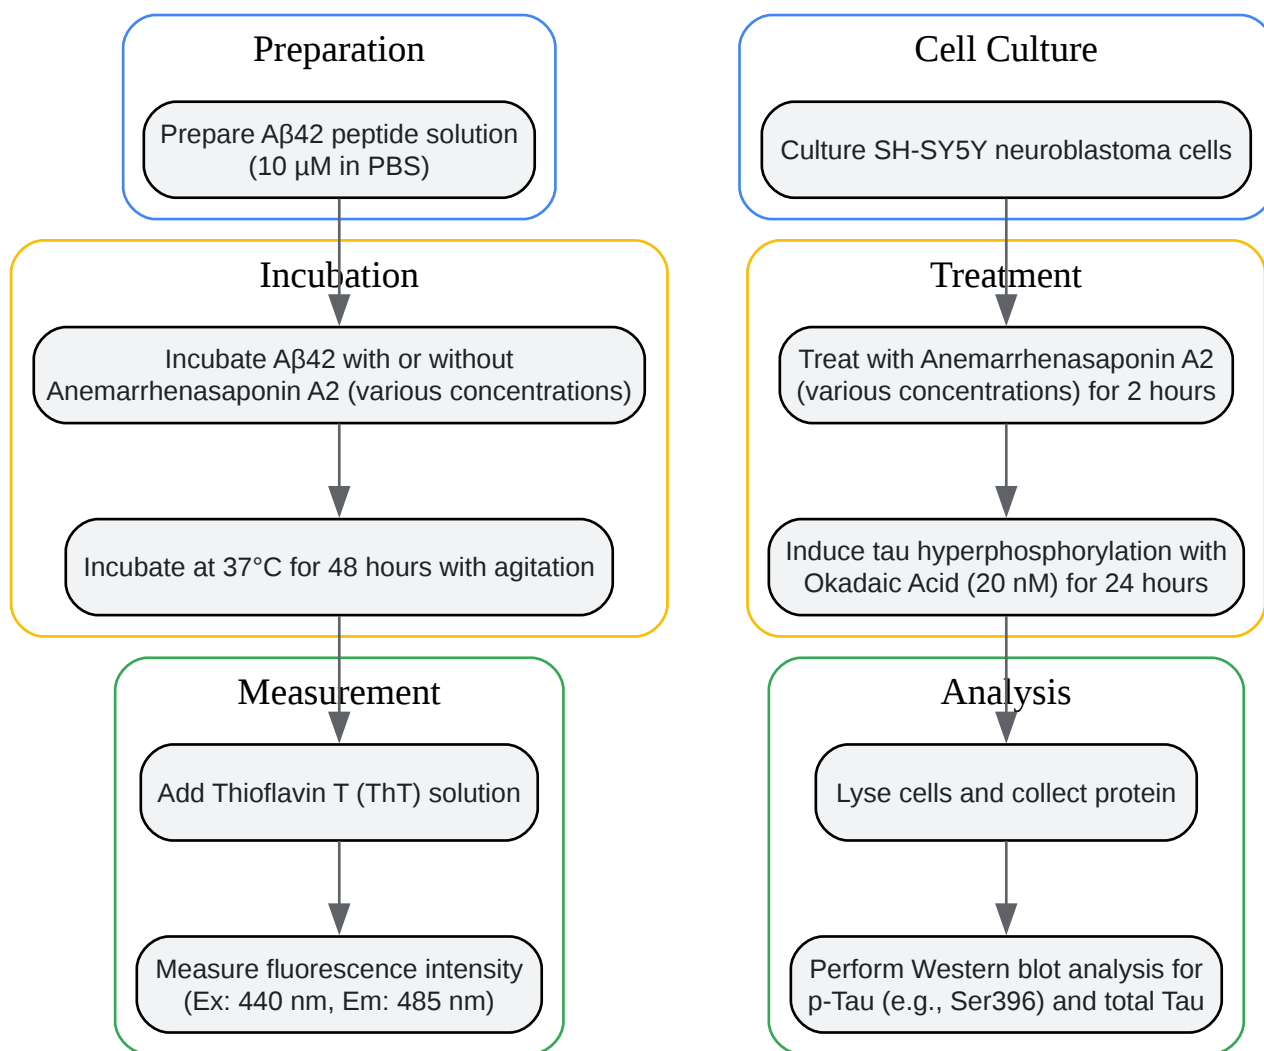 Preparation
Prepare Aβ42 peptide solution
(10 µM in PBS)
Incubation
Incubate Aβ42 with or without
Anemarrhenasaponin A2 (various concentrations)
Incubate at 37°C for 48 hours with agitation
Measurement
Add Thioflavin T (ThT) solution
Measure fluorescence intensity
(Ex: 440 nm, Em: 485 nm)
Cell Culture
Culture SH-SY5Y neuroblastoma cells
Treatment
Treat with Anemarrhenasaponin A2
(various concentrations) for 2 hours
Induce tau hyperphosphorylation with
Okadaic Acid (20 nM) for 24 hours
Analysis
Lyse cells and collect protein
Perform Western blot analysis for
p-Tau (e.g., Ser396) and total Tau